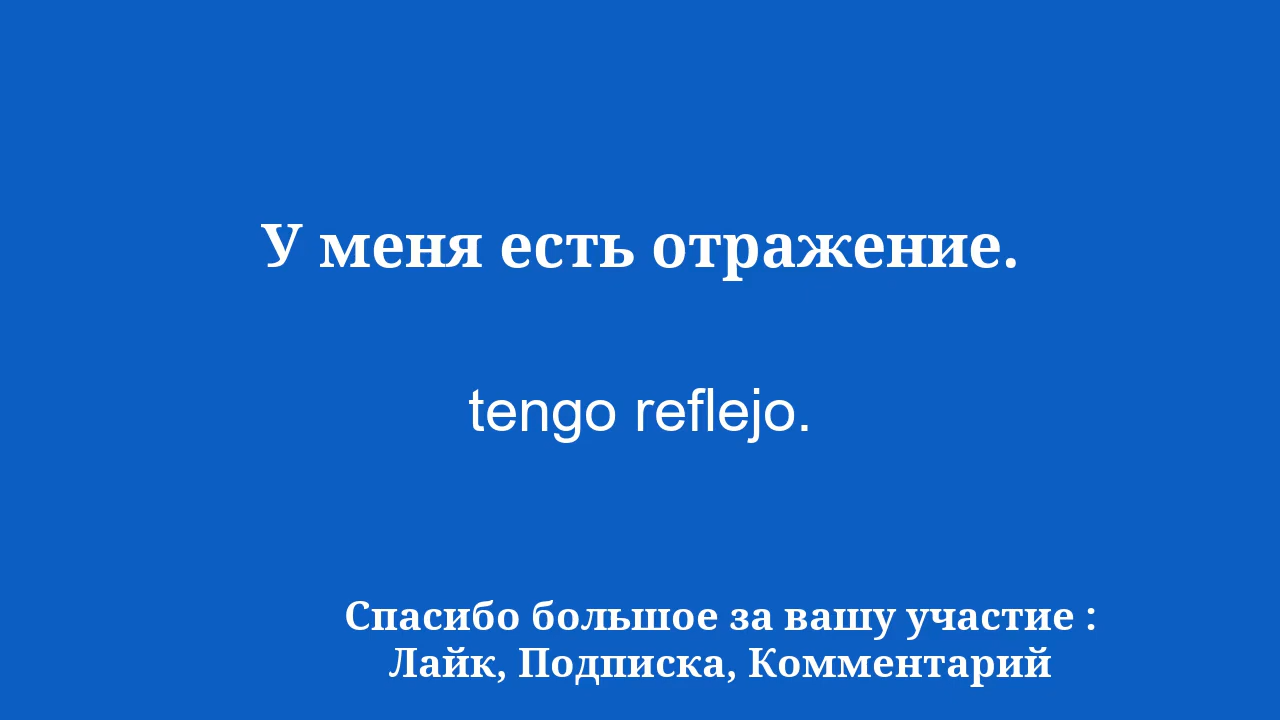 У меня есть отражение.
tengo reflejo.
Спасибо большое за вашу участие :
Лайк, Подписка, Комментарий